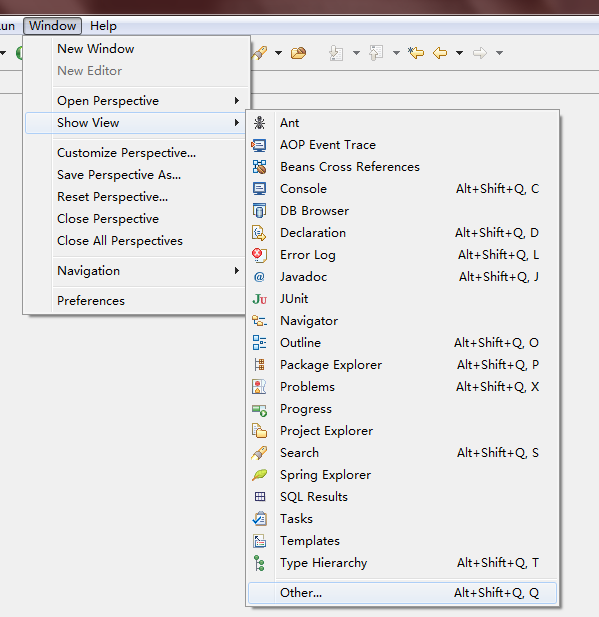 un Window Help
New Window
New Editor
Open Perspective
Show View
Customize Perspective...
Save Perspective As...
Reset Perspective...
Close Perspective
Close All Perspectives
Navigation
Preferences
Ant
AOP Event Trace
Beans Cross References
Console Alt+Shift+Q, C
DB Browser
Declaration Alt+Shift+Q, D
Error Log Alt+Shift+Q, L
@ Javadoc Alt+Shift+Q, J
Ju JUnit
Navigator
Outline Alt+Shift+Q, O
Package Explorer Alt+Shift+Q, P
Problems Alt+Shift+Q, X
Progress
Project Explorer
Search Alt+Shift+Q, S
Spring Explorer
SQL Results
Tasks
Templates
Type Hierarchy Alt+Shift+Q, T
Other... Alt+Shift+Q, Q